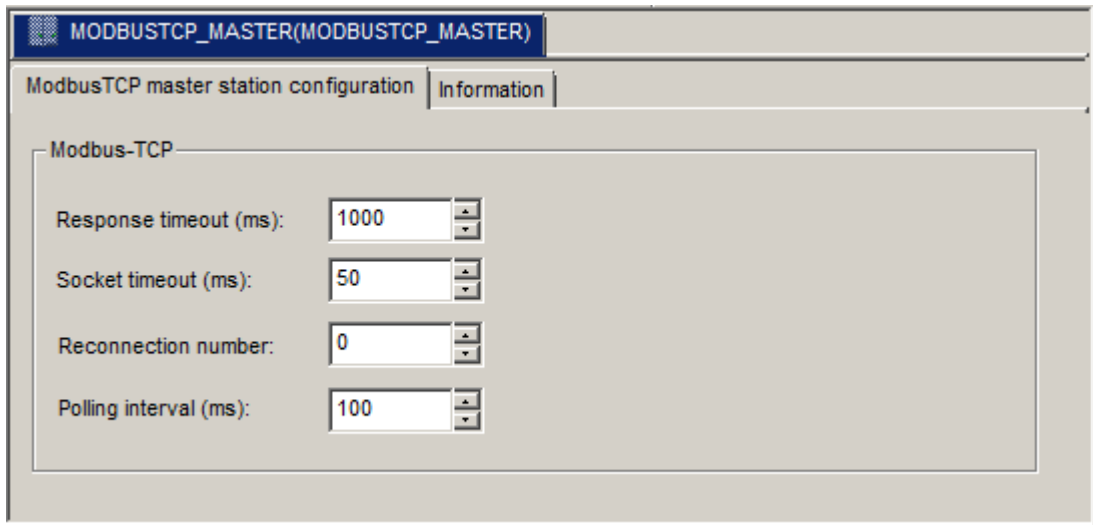 MODBUSTCP_MASTER(MODBUSTCP_MASTER)
ModbusTCP master station configuration Information
Modbus-TCP
Response timeout (ms): 1000
Socket timeout (ms): 50
Reconnection number: 0
Polling interval (ms): 100